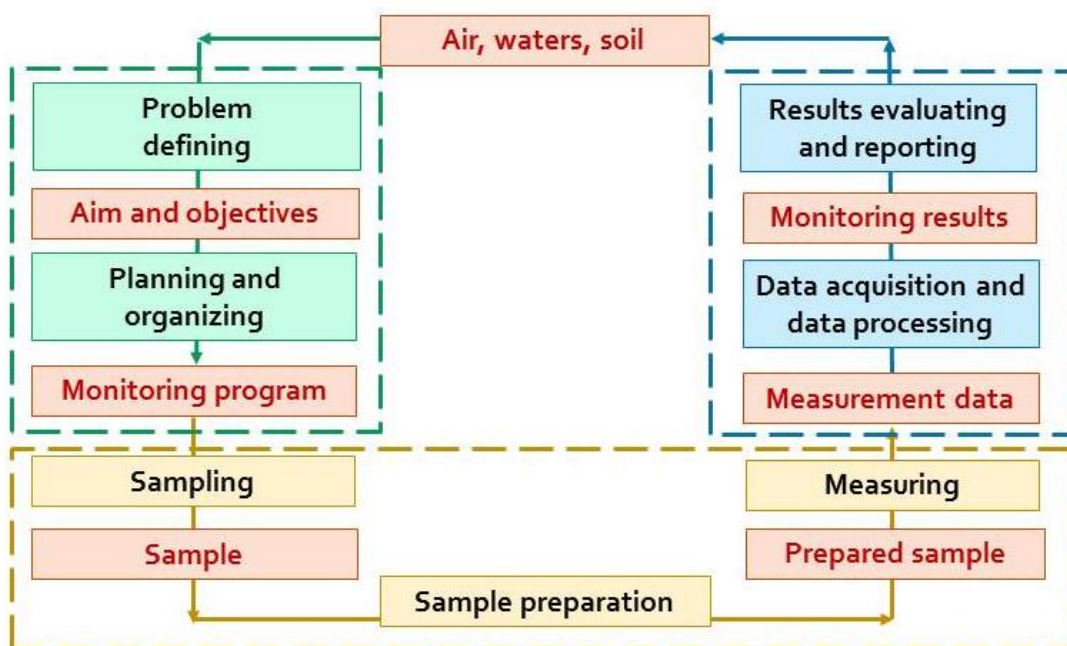 Air, waters, soil
Problem
defining
Aim and objectives
Planning and
organizing
Monitoring program
Sampling
Sample
Sample preparation
Prepared sample
Measuring
Measurement data
Data acquisition and
data processing
Monitoring results
Results evaluating
and reporting